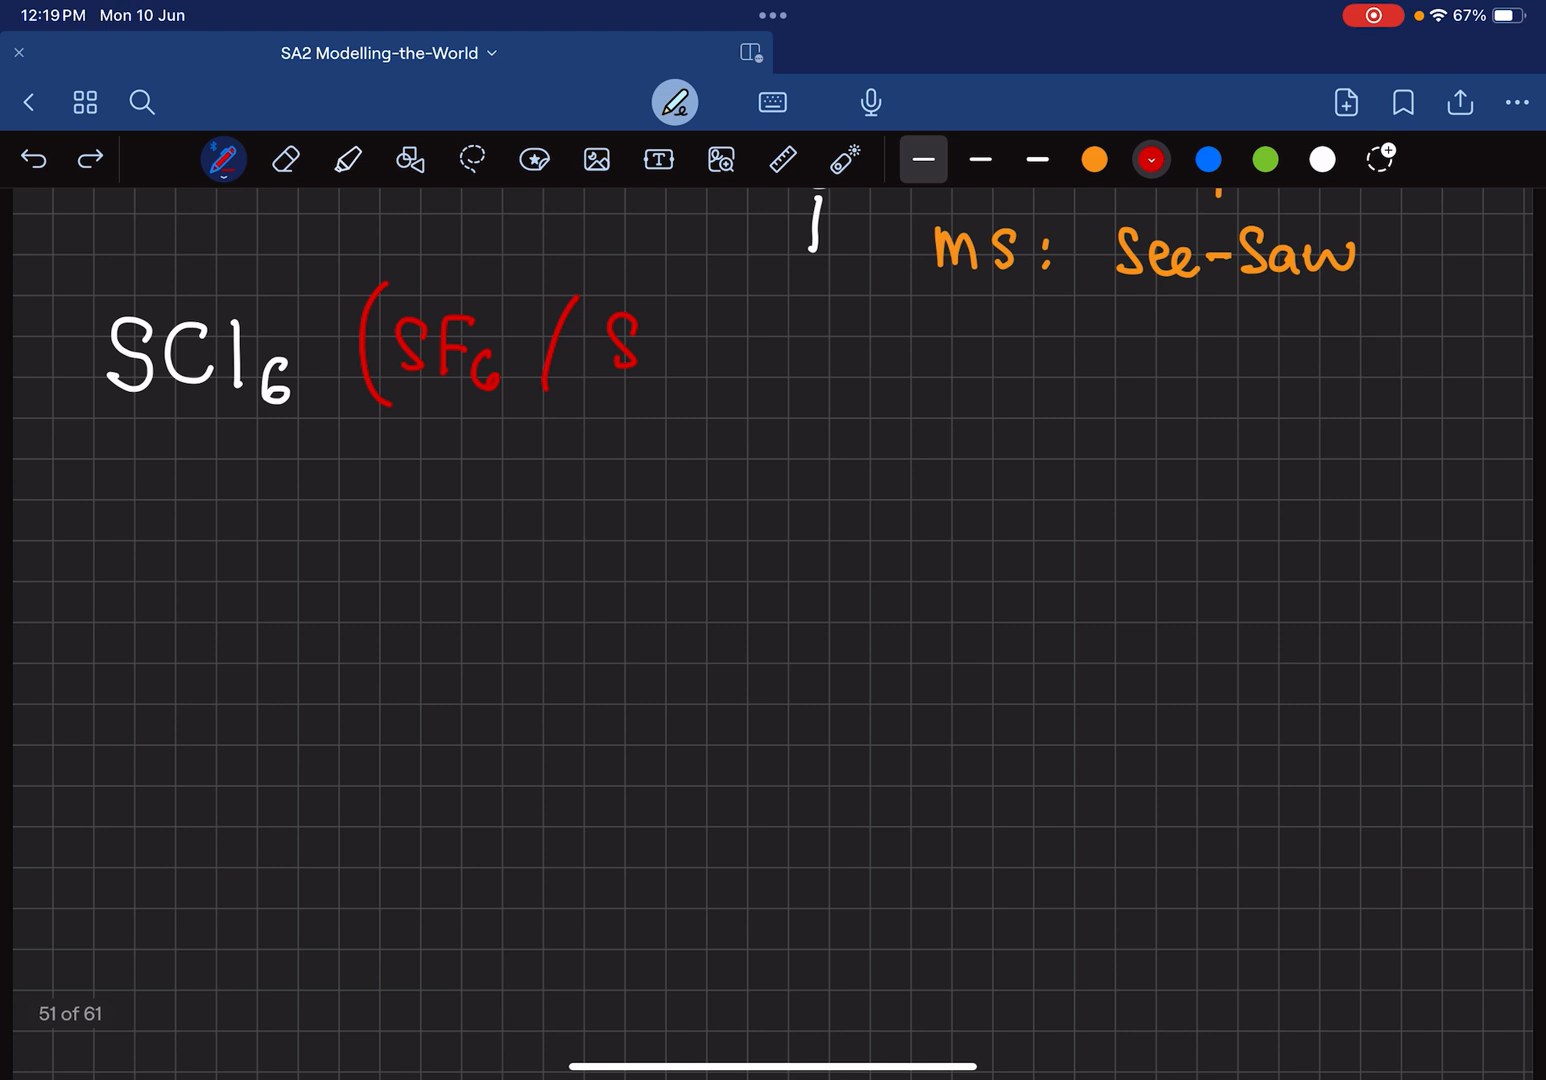 12:19 PM Mon 10 Jun
67%
SA2 Modelling-the-World
MS: See-Saw
SCl6 (SF6 / S
51 of 61